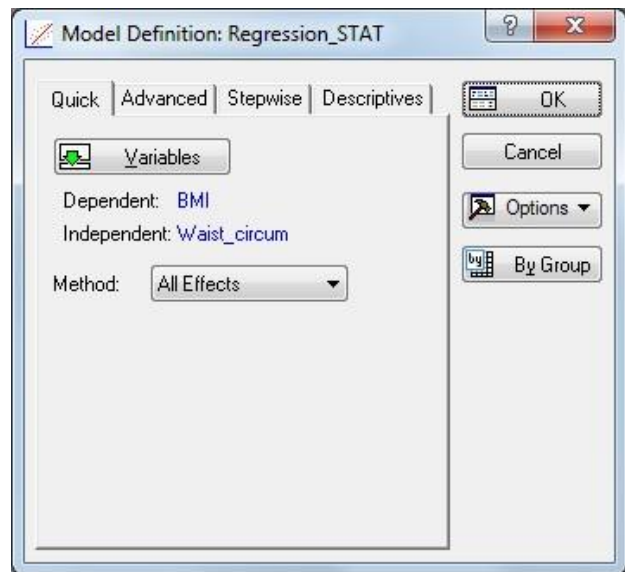 Model Definition: Regression_STAT
?
X
Quick Advanced Stepwise Descriptives
OK
Variables
Cancel
Dependent: BMI
Options
Independent: Waist_circum
by By Group
Method: All Effects